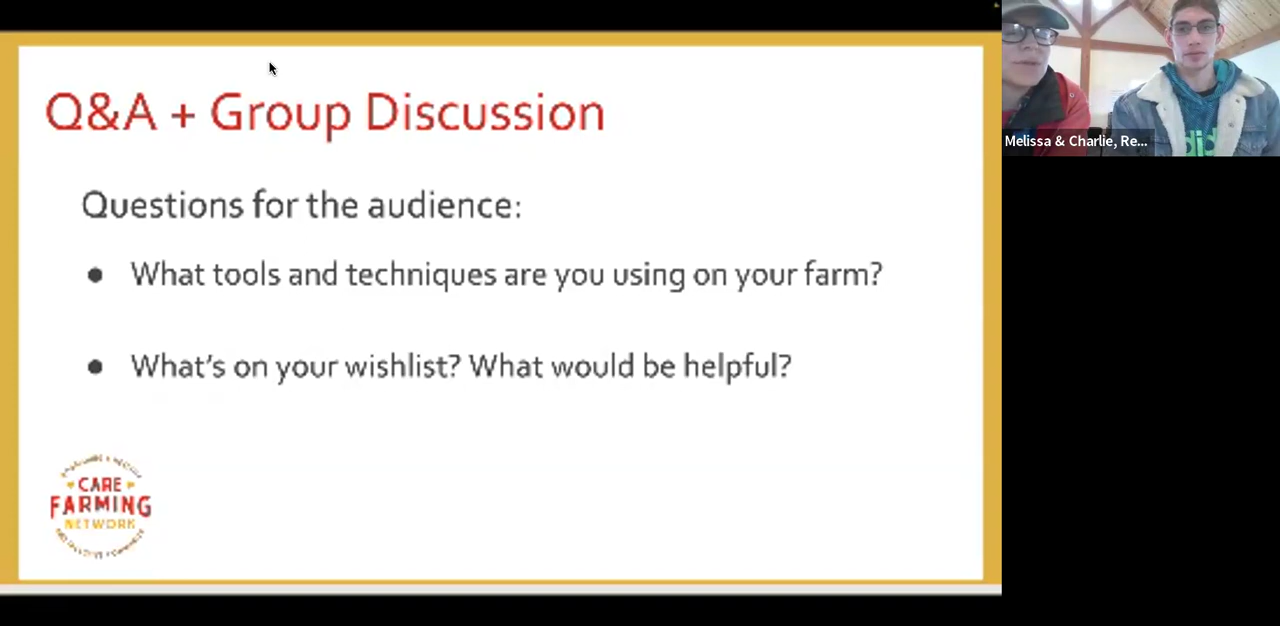 Q&A + Group Discussion
Questions for the audience:
● What tools and techniques are you using on your farm?
● What's on your wishlist? What would be helpful?
CARE
FARMING
NETWORK
Melissa & Charlie, Re...
did